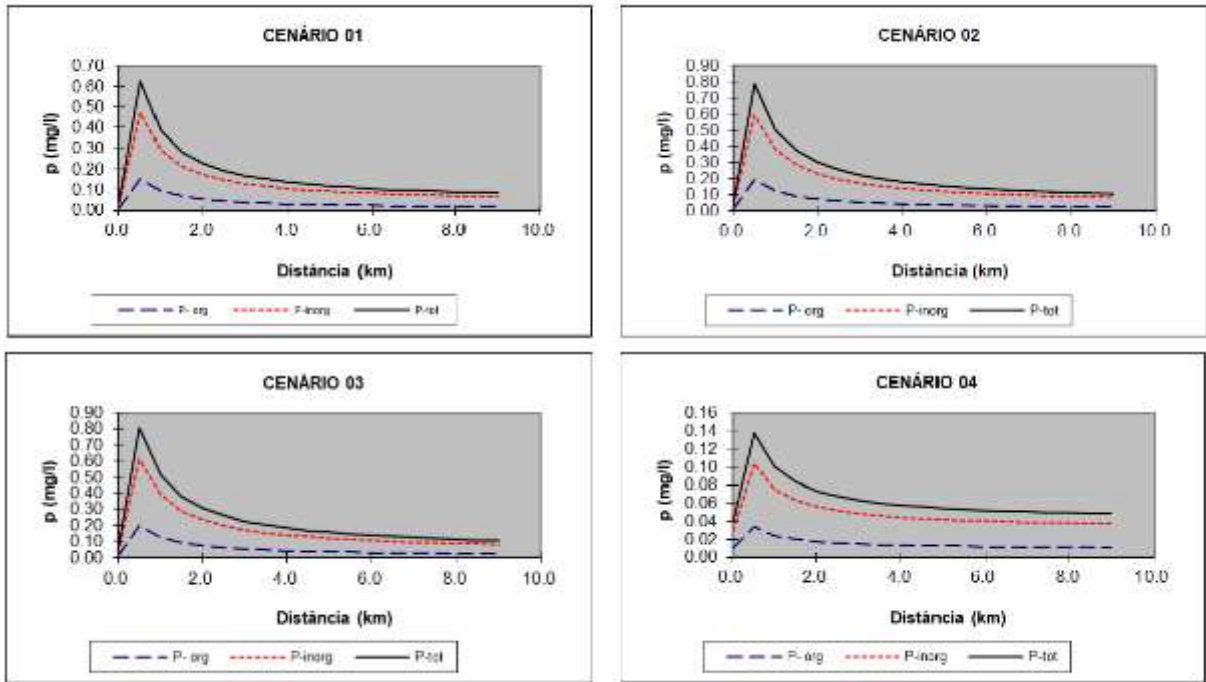 CENÁRIO 01
p (mg/l)
0.70
0.60
0.50
0.40
0.30
0.20
0.10
0.00
0.0 2.0 4.0 6.0 8.0 10.0
Distância (km)
P- org P-inorg P-tot
CENÁRIO 02
p (mg/l)
0.90
0.80
0.70
0.60
0.50
0.40
0.30
0.20
0.10
0.00
0.0 2.0 4.0 6.0 8.0 10.0
Distância (km)
P- org P-inorg P-tot
CENÁRIO 03
p (mg/l)
0.90
0.80
0.70
0.60
0.50
0.40
0.30
0.20
0.10
0.00
0.0 2.0 4.0 6.0 8.0 10.0
Distância (km)
P- org P-inorg P-tot
CENÁRIO 04
p (mg/l)
0.16
0.14
0.12
0.10
0.08
0.06
0.04
0.02
0.00
0.0 2.0 4.0 6.0 8.0 10.0
Distância (km)
P- org P-inorg P-tot